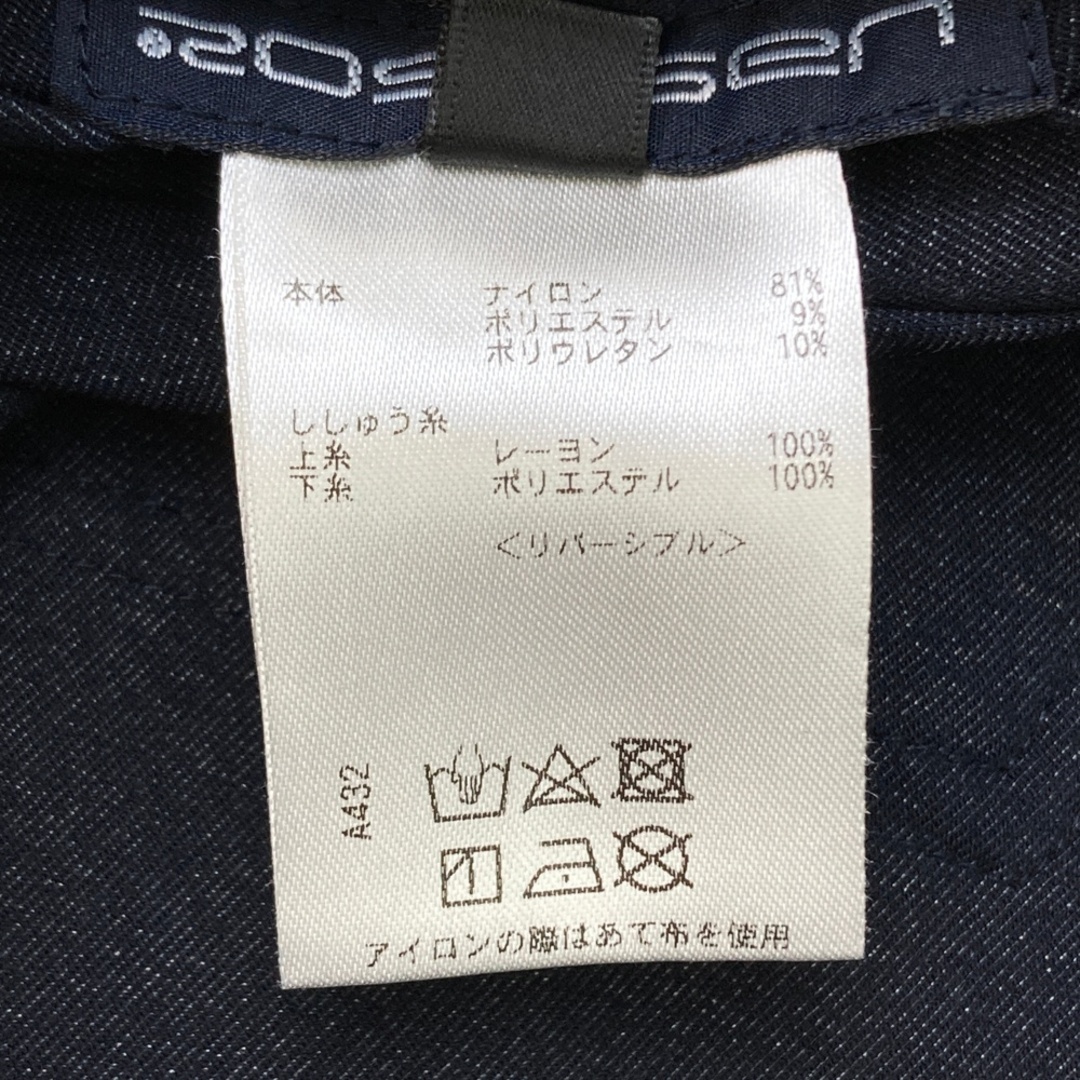 本体 ナイロン 81%
ポリエステル 9%
ポリウレタン 10%
ししゅう糸
上糸 レーヨン 100%
下糸 ポリエステル 100%
＜リバーシブル＞
A432
アイロンの際はあて布を使用